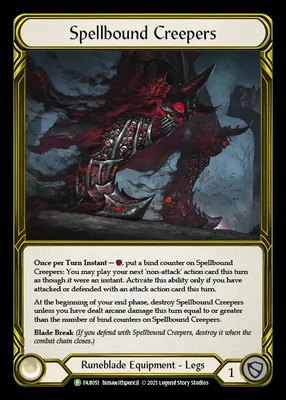 Spellbound Creepers
Once per Turn Instant – , put a bind counter on Spellbound
Creepers: You may play your next 'non-attack' action card this turn
as though it were an instant. Activate this ability only if you have
attacked or defended with an attack action card this turn.
At the beginning of your end phase, destroy Spellbound Creepers
unless you have dealt arcane damage this turn equal to or greater
than the number of bind counters on Spellbound Creepers.
Blade Break (If you defend with Spellbound Creepers, destroy it when the
combat chain closes.)
Runeblade Equipment - Legs
1
P FAB051 bimawithpencil © 2021 Legend Story Studios